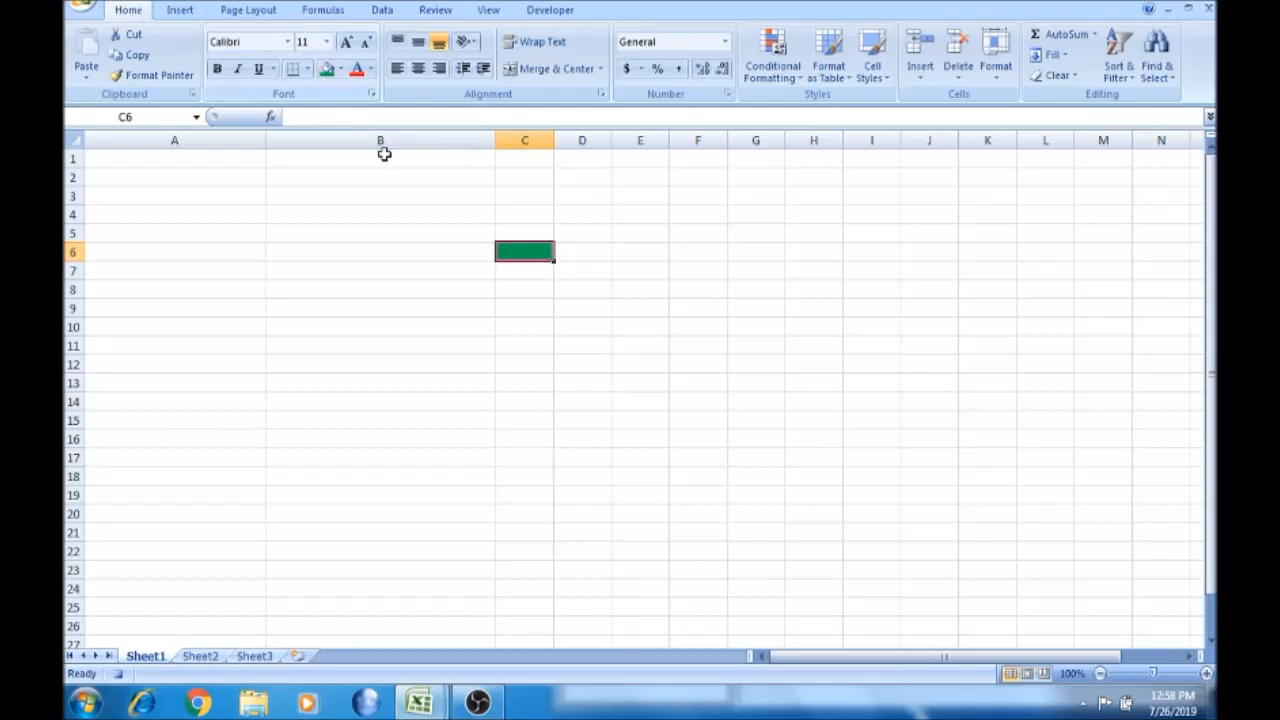 Home Insert Page Layout Formulas Data Review View Developer
Cut
Copy
Format Painter
Paste
Clipboard
Calibri 11
B I U
Font
Wrap Text
Merge & Center
Alignment
General
$ % ,
Number
Conditional Formatting
Format as Table
Cell Styles
Styles
Insert Delete Format
Cells
Σ AutoSum
Fill
Clear
Sort & Filter
Find & Select
Editing
C6 fx
A B C D E F G H I J K L M N
1
2
3
4
5
6
7
8
9
10
11
12
13
14
15
16
17
18
19
20
21
22
23
24
25
26
27
Sheet1 Sheet2 Sheet3
Ready 100%
12:58 PM
7/26/2019